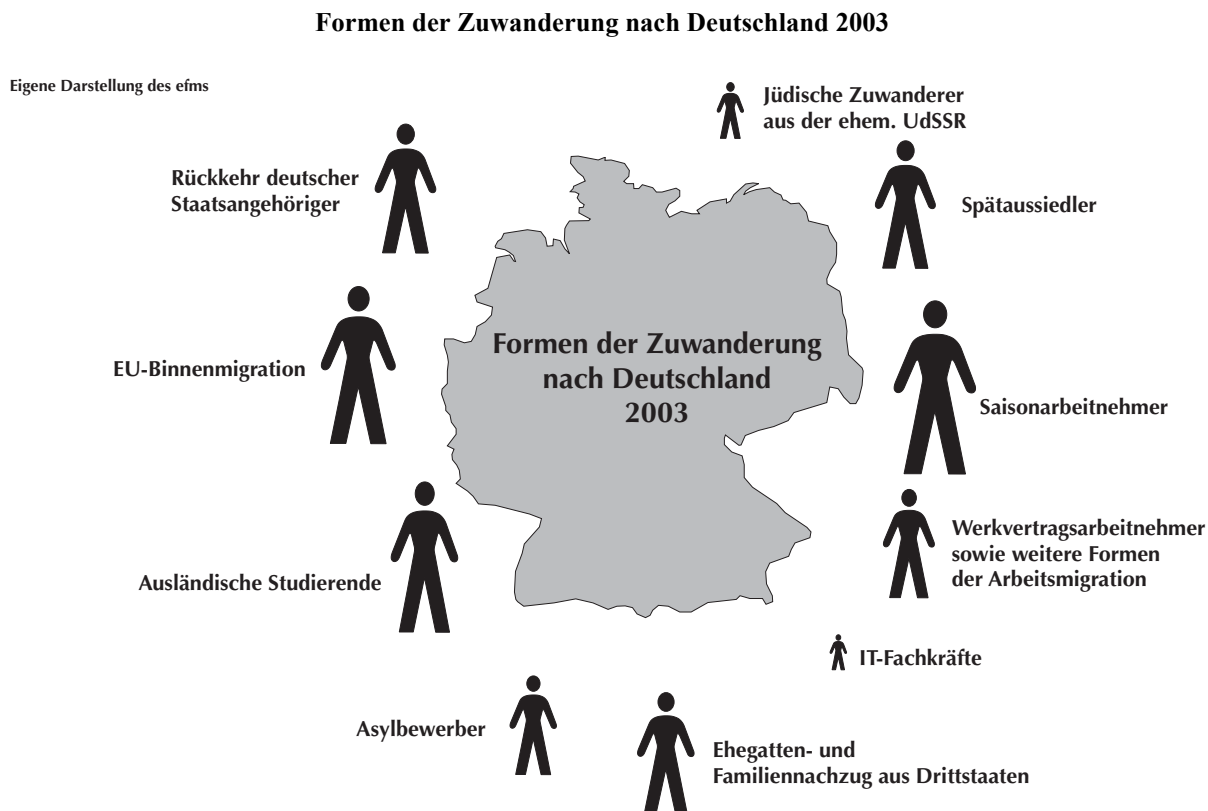 Formen der Zuwanderung nach Deutschland 2003
Eigene Darstellung des efms
Jüdische Zuwanderer
aus der ehem. UdSSR
Rückkehr deutscher
Staatsangehöriger
Spätaussiedler
EU-Binnenmigration
Formen der Zuwanderung
nach Deutschland
2003
Saisonarbeitnehmer
Ausländische Studierende
Werkvertragsarbeitnehmer
sowie weitere Formen
der Arbeitsmigration
IT-Fachkräfte
Asylbewerber
Ehegatten- und
Familiennachzug aus Drittstaaten